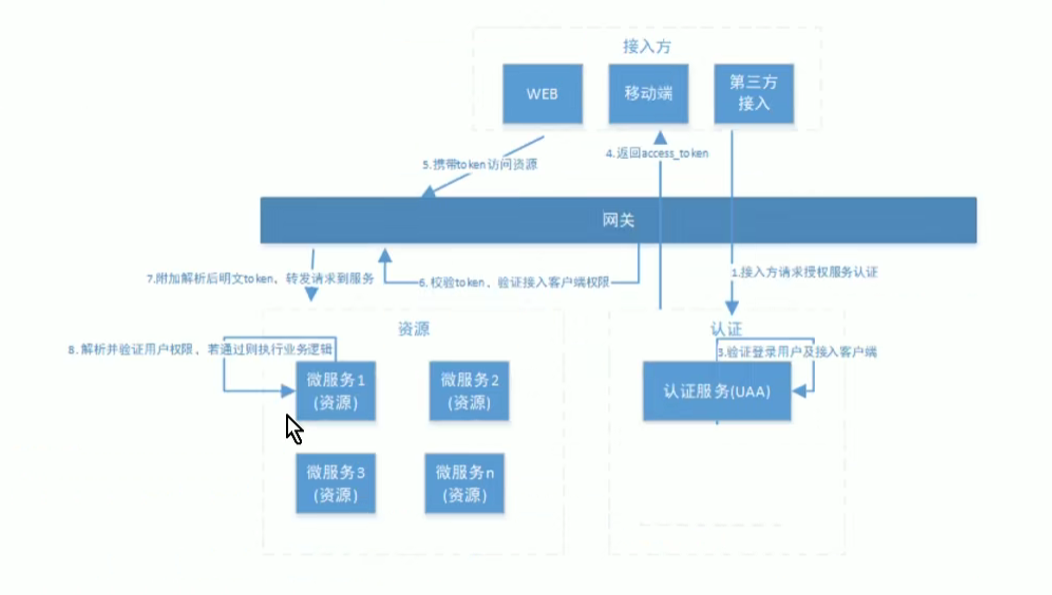 接入方
WEB
移动端
第三方
接入
5.携带token访问资源
4.返回access_token
网关
7.附加解析后明文token，转发请求到服务
6.校验token，验证接入客户端权限
1.接入方请求授权服务认证
资源
认证
8.解析并验证用户权限，若通过则执行业务逻辑
3.验证登录用户及接入客户端
微服务1
(资源)
微服务2
(资源)
认证服务(UAA)
微服务3
(资源)
微服务n
(资源)